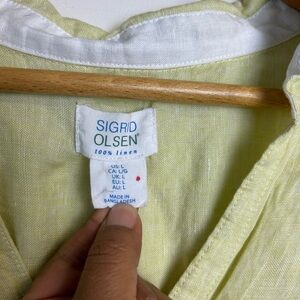 SIGRID
OLSEN
100% linen
US: L
CA: L/G
UK: L
EU: L
AU: L
MADE IN
BANGLADESH